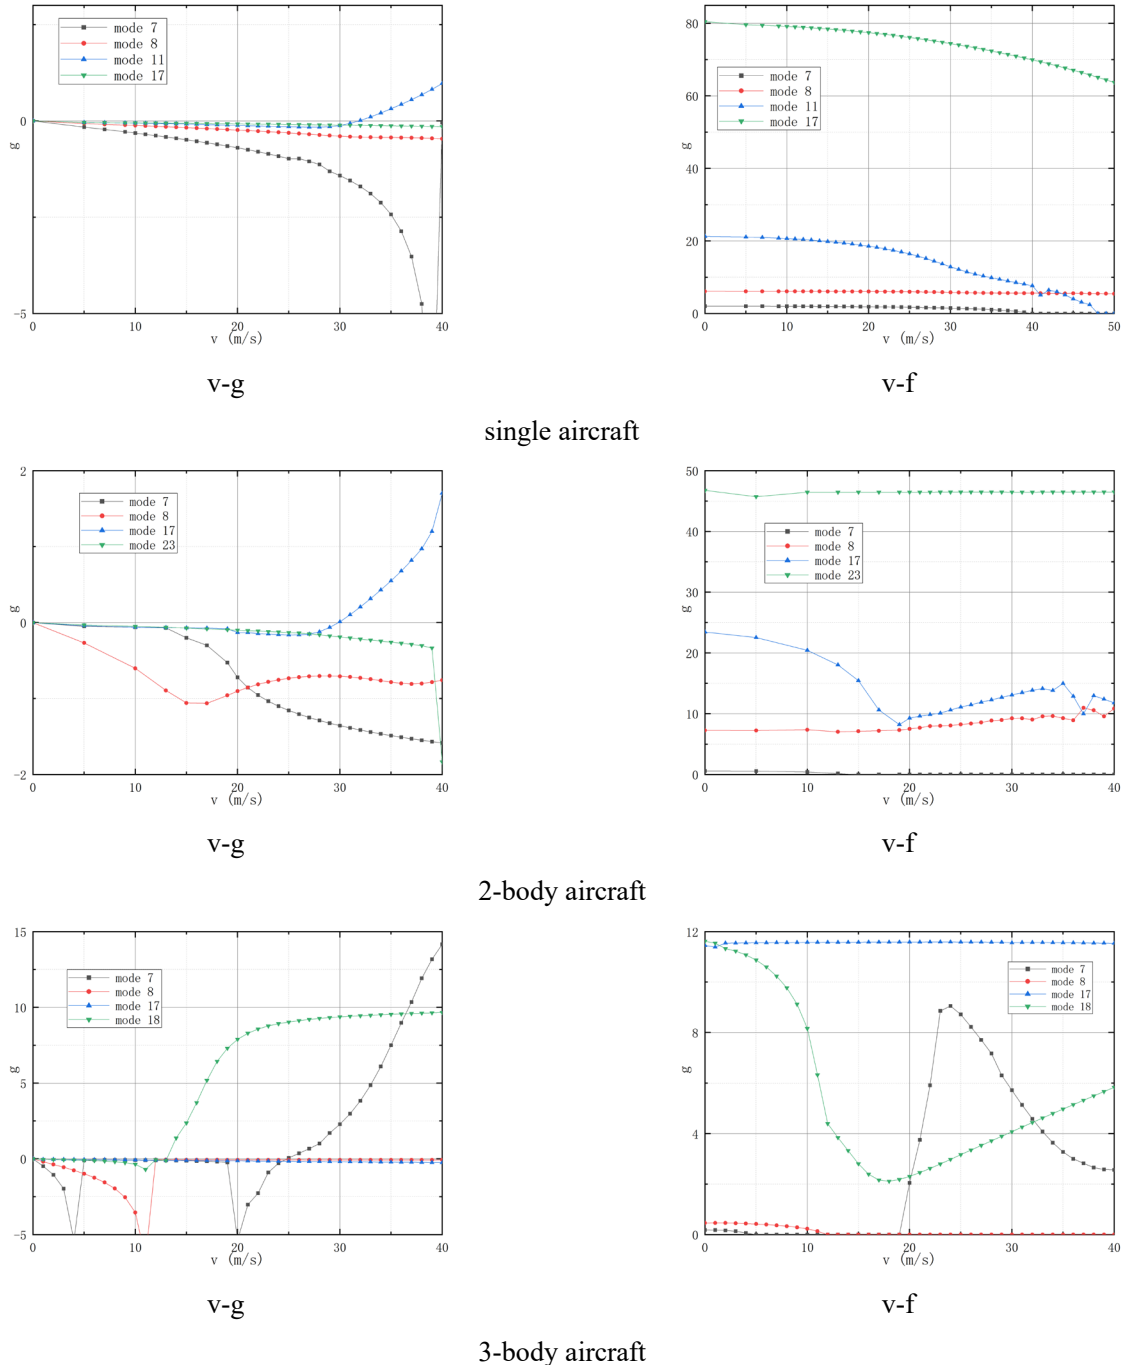 mode 7
mode 8
mode 11
mode 17
0
-5
g
0 10 20 30 40
v (m/s)
v-g
80
60
40
20
0
g
mode 7
mode 8
mode 11
mode 17
0 10 20 30 40 50
v (m/s)
v-f
single aircraft
2
0
-2
g
mode 7
mode 8
mode 17
mode 23
0 10 20 30 40
v (m/s)
v-g
50
40
30
20
10
0
g
mode 7
mode 8
mode 17
mode 23
0 10 20 30 40
v (m/s)
v-f
2-body aircraft
15
10
5
0
-5
g
mode 7
mode 8
mode 17
mode 18
0 10 20 30 40
v (m/s)
v-g
12
8
4
0
g
mode 7
mode 8
mode 17
mode 18
0 10 20 30 40
v (m/s)
v-f
3-body aircraft